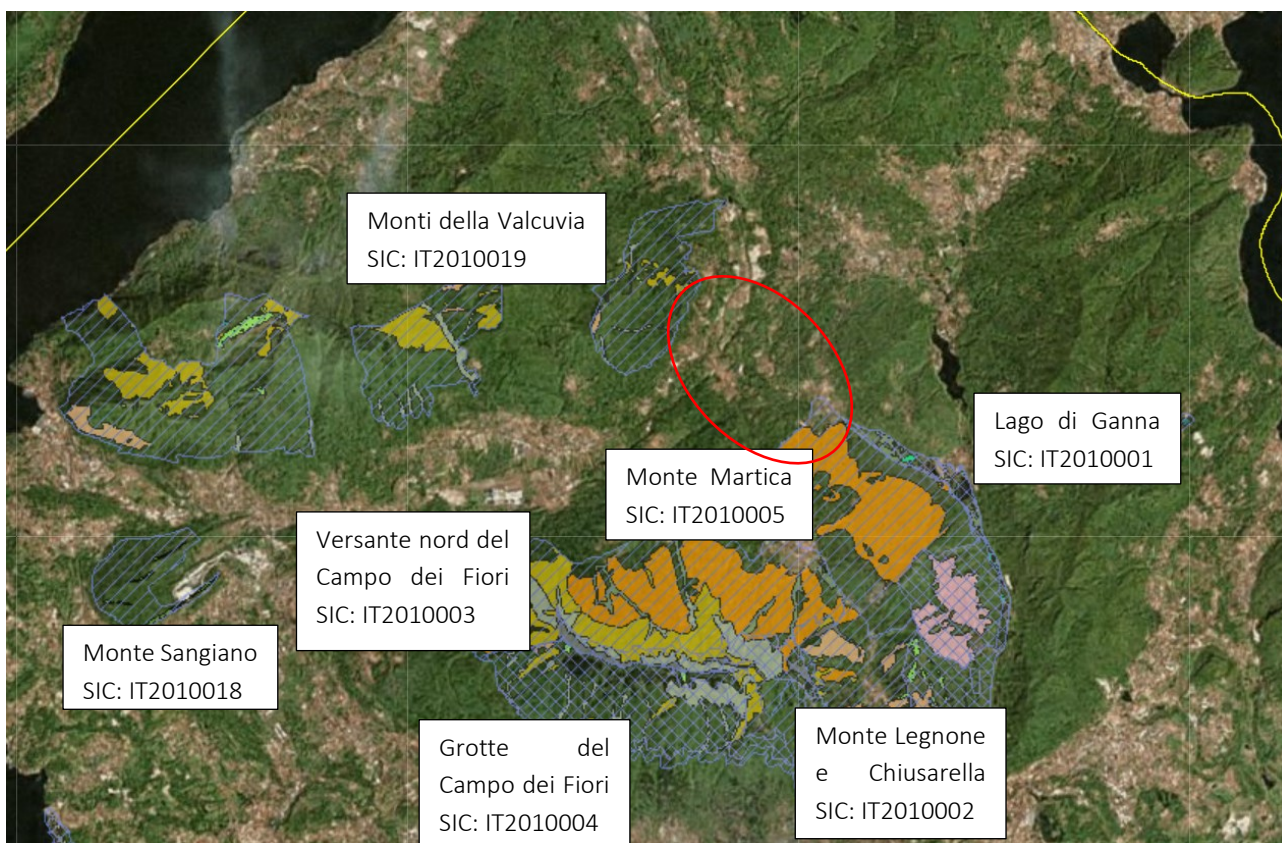 Monti della Valcuvia
SIC: IT2010019
Lago di Ganna
SIC: IT2010001
Monte Martica
SIC: IT2010005
Versante nord del
Campo dei Fiori
SIC: IT2010003
Monte Sangiano
SIC: IT2010018
Grotte del
Campo dei Fiori
SIC: IT2010004
Monte Legnone
e Chiusarella
SIC: IT2010002